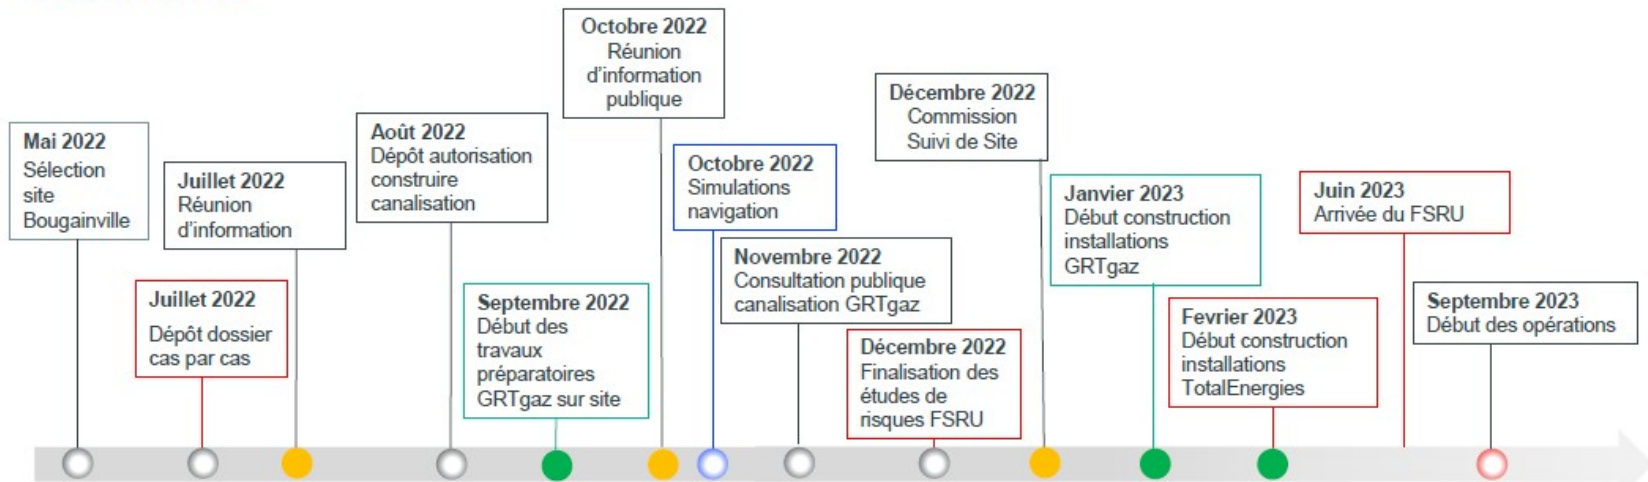 Mai 2022
Sélection
site
Bougainville
Juillet 2022
Dépôt dossier
cas par cas
Juillet 2022
Réunion
d'information
Août 2022
Dépôt autorisation
construire
canalisation
Septembre 2022
Début des
travaux
préparatoires
GRTgaz sur site
Octobre 2022
Réunion
d'information
publique
Octobre 2022
Simulations
navigation
Novembre 2022
Consultation publique
canalisation GRTgaz
Décembre 2022
Finalisation des
études de
risques FSRU
Décembre 2022
Commission
Suivi de Site
Janvier 2023
Début construction
installations
GRTgaz
Fevrier 2023
Début construction
installations
TotalEnergies
Juin 2023
Arrivée du FSRU
Septembre 2023
Début des opérations